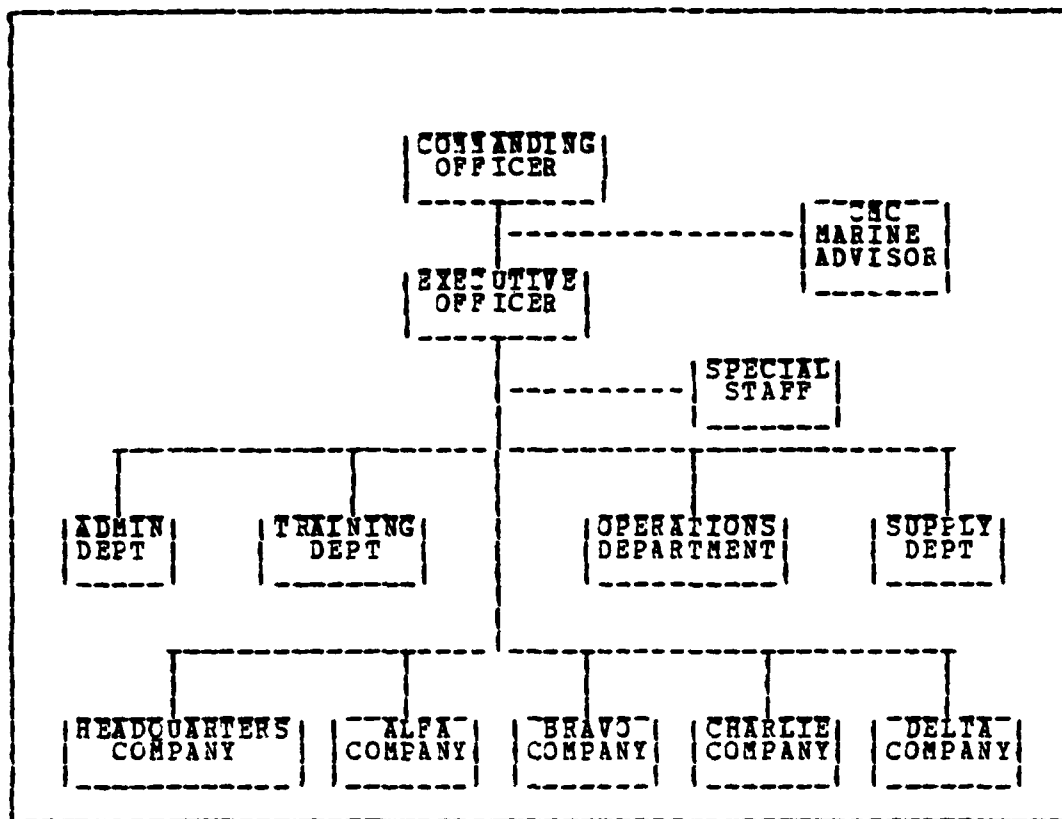 COMMANDING
OFFICER
CMC
MARINE
ADVISOR
EXECUTIVE
OFFICER
SPECIAL
STAFF
ADMIN
DEPT
TRAINING
DEPT
OPERATIONS
DEPARTMENT
SUPPLY
DEPT
HEADQUARTERS
COMPANY
ALFA
COMPANY
BRAVO
COMPANY
CHARLIE
COMPANY
DELTA
COMPANY